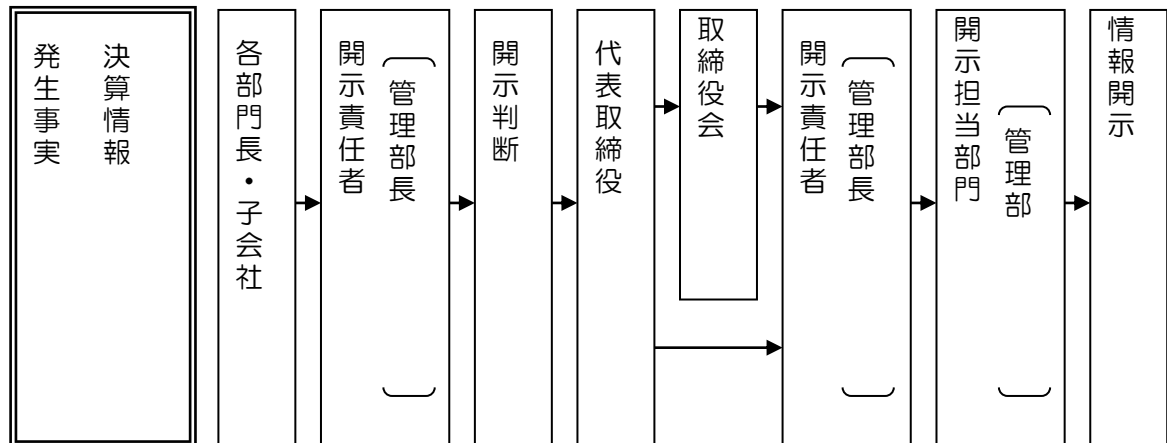 決算情報
発生事実
各部門長・子会社
開示責任者
（管理部長）
開示判断
代表取締役
取締役会
開示責任者
（管理部長）
開示担当部門
（管理部）
情報開示